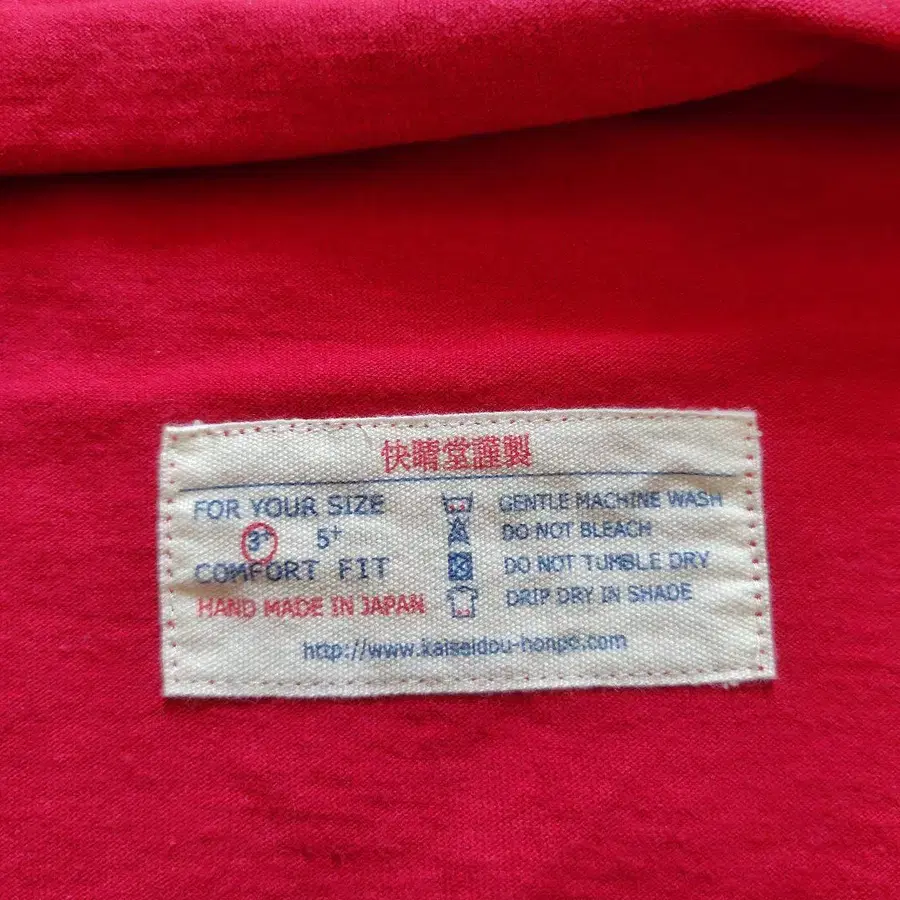 快晴堂謹製
FOR YOUR SIZE
3+ 5+
COMFORT FIT
HAND MADE IN JAPAN
GENTLE MACHINE WASH
DO NOT BLEACH
DO NOT TUMBLE DRY
DRIP DRY IN SHADE
http://www.kaiseidou-honpo.com